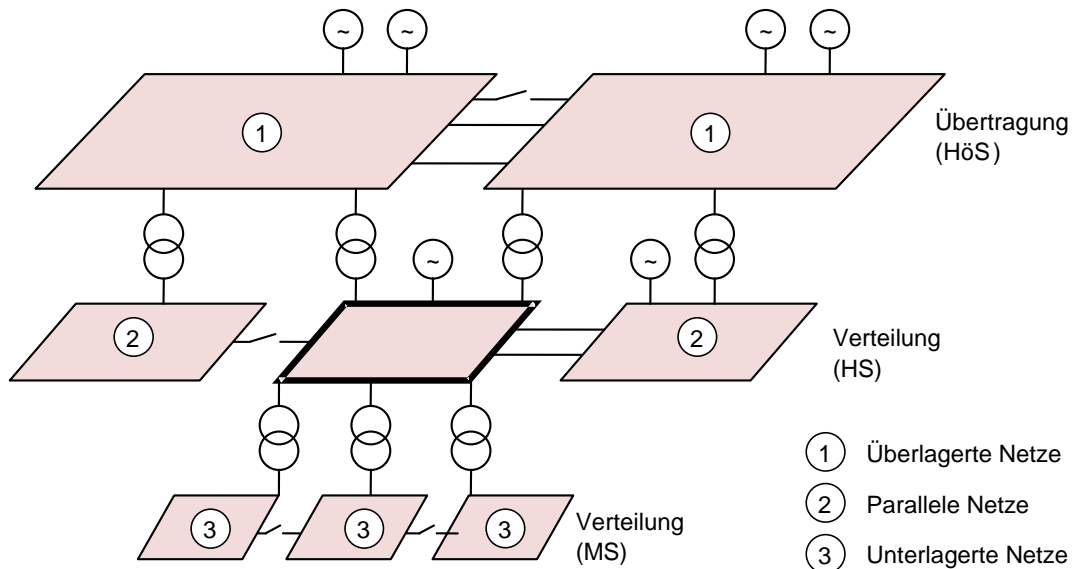 ~ ~ ~ ~
1 1
Übertragung
(HöS)
~ ~
2 2
Verteilung
(HS)
3 3 3
Verteilung
(MS)
1 Überlagerte Netze
2 Parallele Netze
3 Unterlagerte Netze